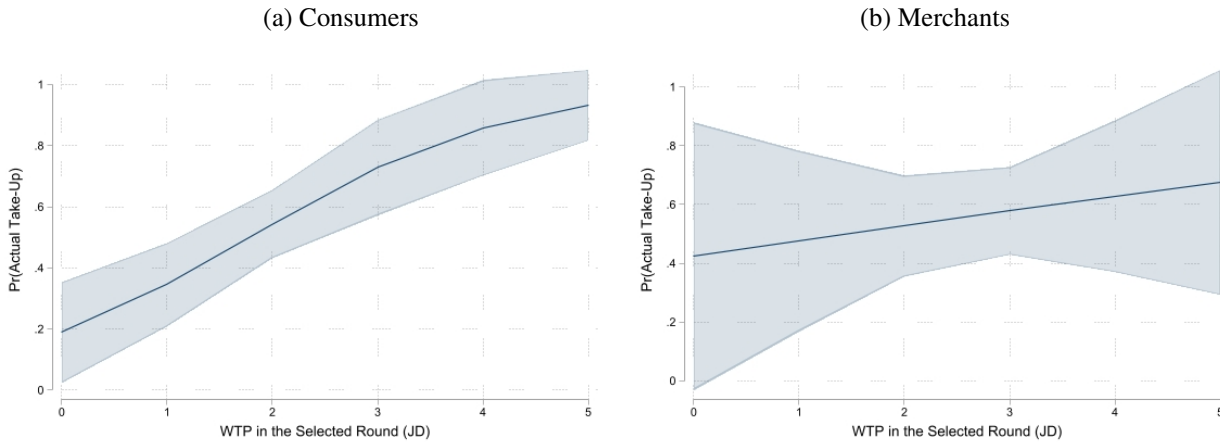 (a) Consumers
1
.8
.6
.4
.2
0
Pr(Actual Take-Up)
0 1 2 3 4 5
WTP in the Selected Round (JD)
(b) Merchants
1
.8
.6
.4
.2
0
Pr(Actual Take-Up)
0 1 2 3 4 5
WTP in the Selected Round (JD)